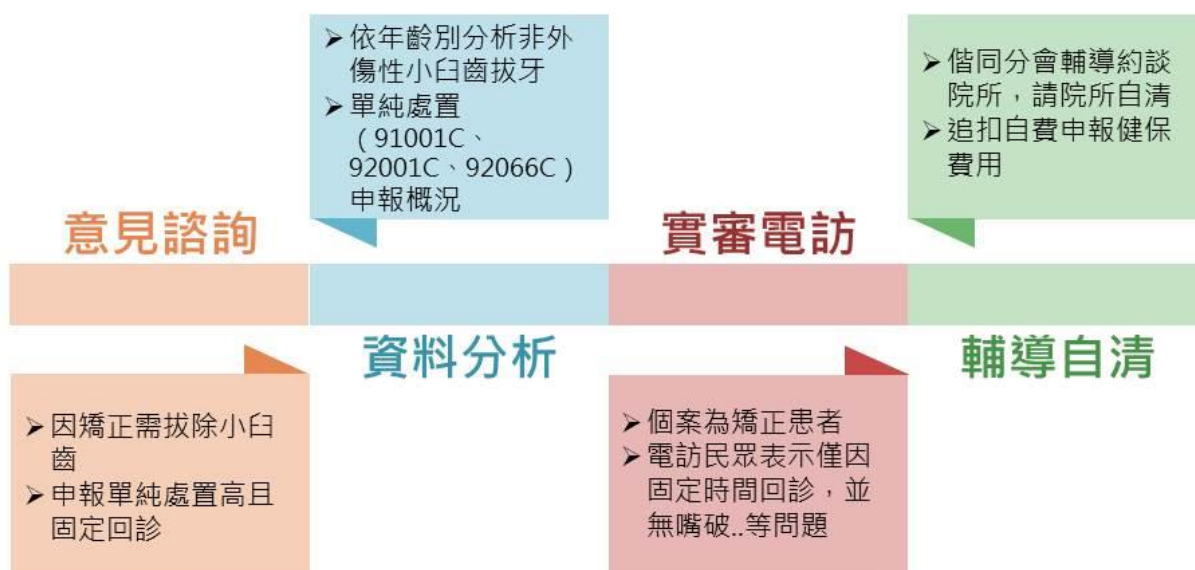 意見諮詢
➢因矯正需拔除小臼
齒
➢申報單純處置高且
固定回診
➢依年齡別分析非外
傷性小臼齒拔牙
➢單純處置
（91001C、
92001C、92066C）
申報概況
資料分析
實審電訪
➢個案為矯正患者
➢電訪民眾表示僅因
固定時間回診，並
無嘴破..等問題
➢偕同分會輔導約談
院所，請院所自清
➢追扣自費申報健保
費用
輔導自清